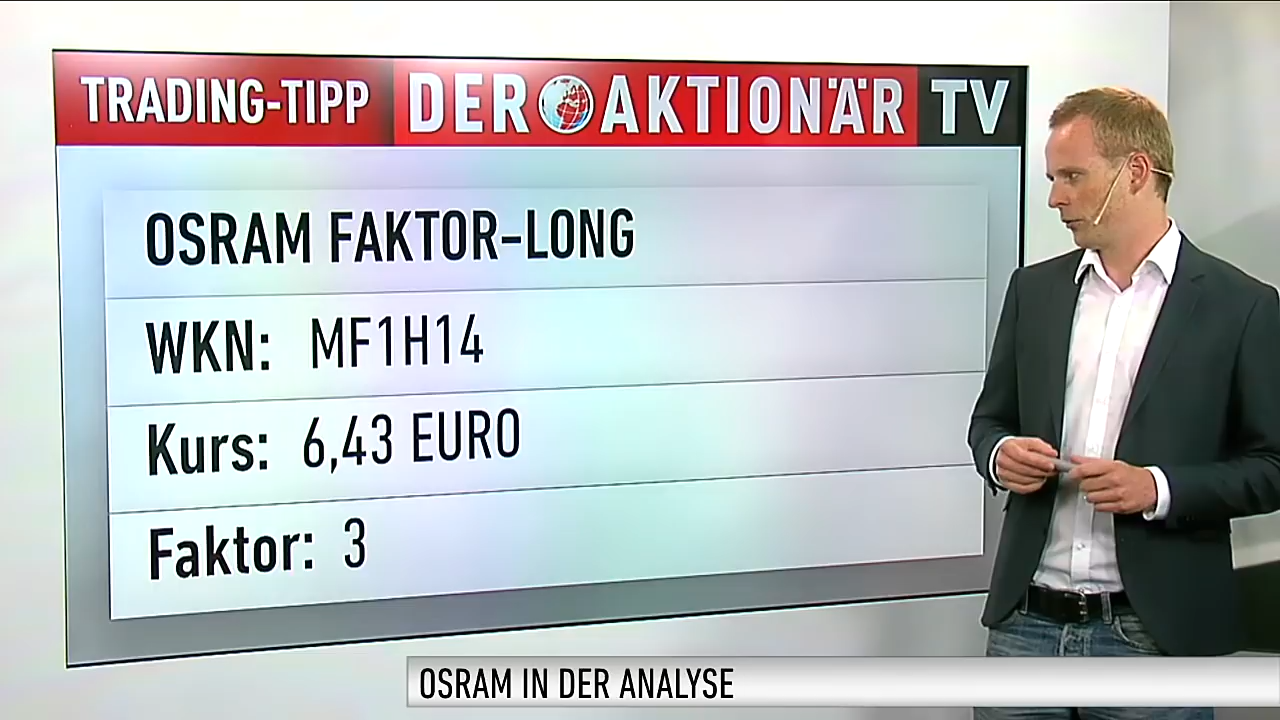 TRADING-TIPP DER AKTIONÄR TV
OSRAM FAKTOR-LONG
WKN: MF1H14
Kurs: 6,43 EURO
Faktor: 3
OSRAM IN DER ANALYSE